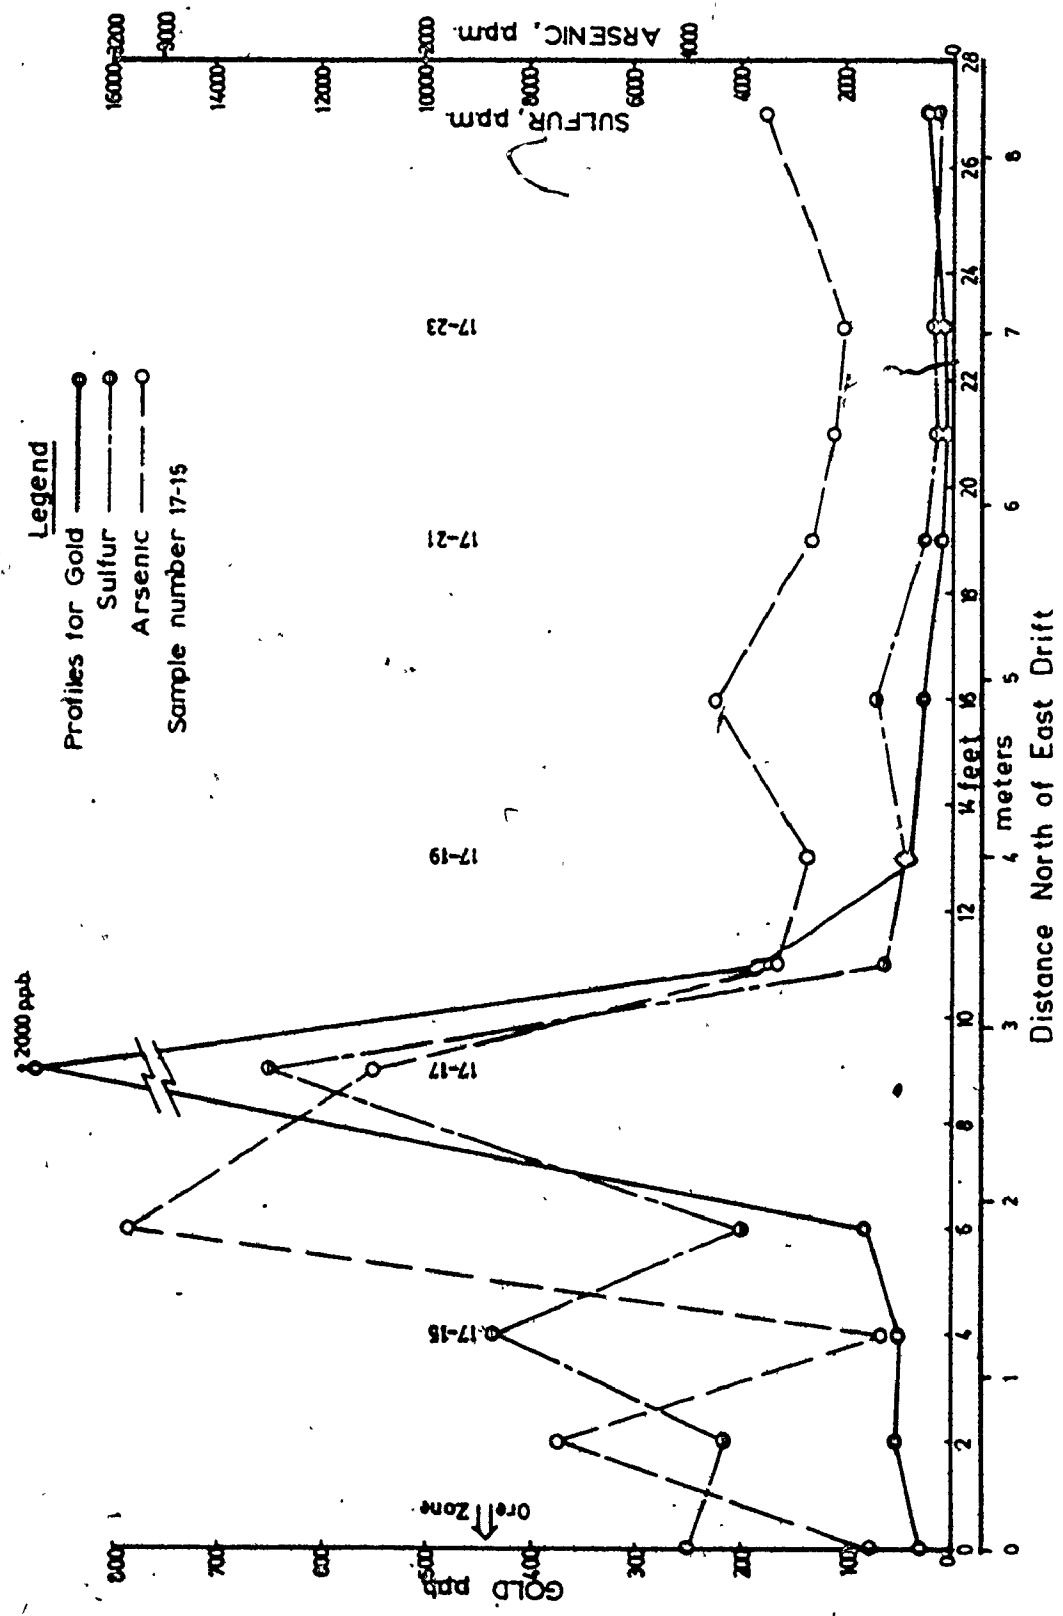 Legend
Profiles for Gold
Sulfur
Arsenic
Sample number 17-15
2000 ppb
GOLD ppb
800
700
600
500
400
300
200
100
0
Ore
Zone
17-15
17-17
17-19
17-21
17-23
SULFUR, ppm
16000
14000
12000
10000
8000
6000
4000
2000
0
ARSENIC, ppm
0 2 4 6 8 10 12 14 feet 16 18 20 22 24 26 28
0 1 2 3 4 meters 5 6 7 8
Distance North of East Drift